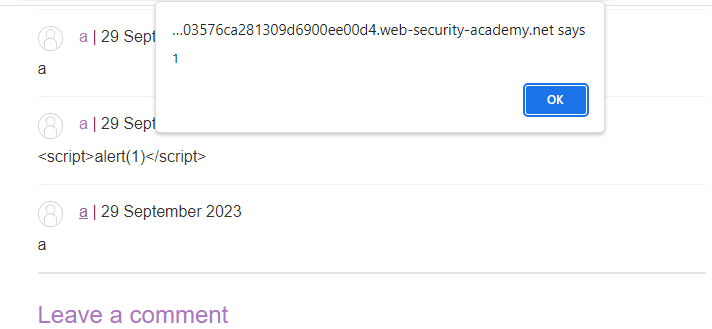 ...03576ca281309d6900ee00d4.web-security-academy.net says
1
OK
a | 29 Sept
a
a | 29 Sept
<script>alert(1)</script>
a | 29 September 2023
a
Leave a comment